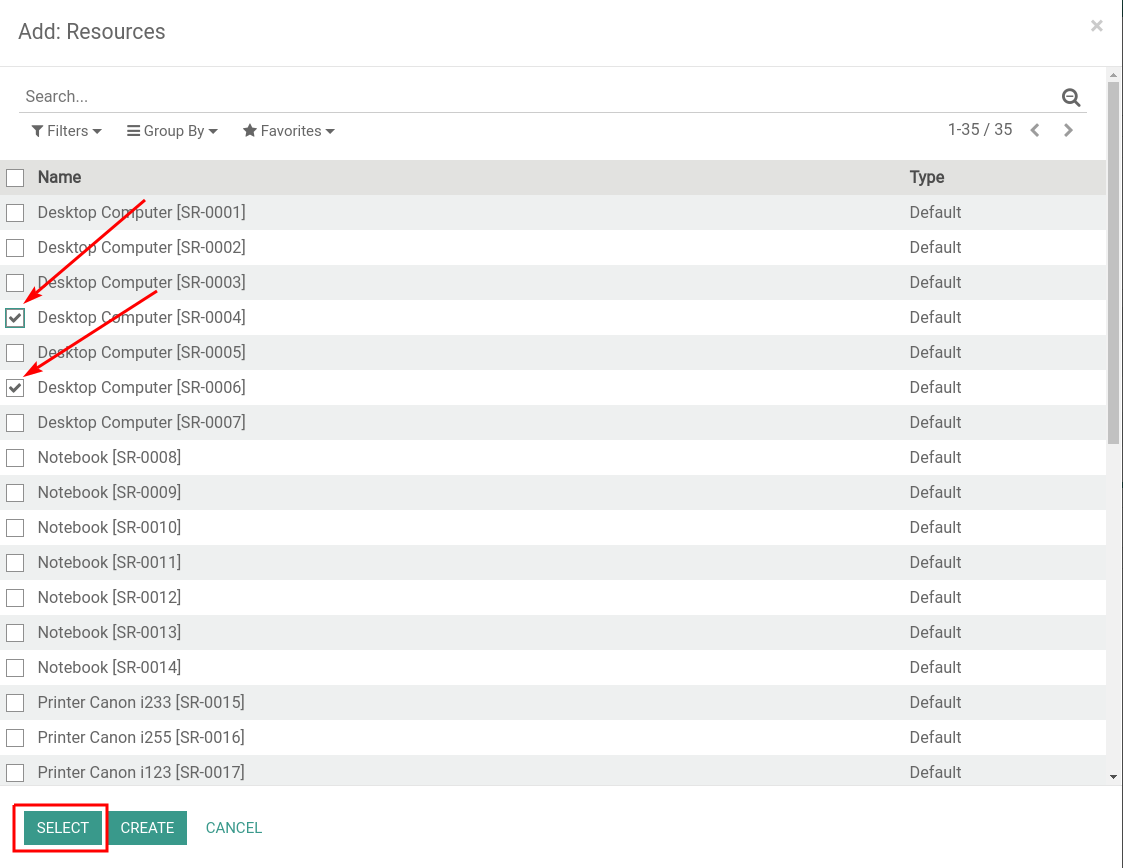 Add: Resources
Search...
Filters Group By Favorites 1-35 / 35
Name Type
Desktop Computer [SR-0001] Default
Desktop Computer [SR-0002] Default
Desktop Computer [SR-0003] Default
Desktop Computer [SR-0004] Default
Desktop Computer [SR-0005] Default
Desktop Computer [SR-0006] Default
Desktop Computer [SR-0007] Default
Notebook [SR-0008] Default
Notebook [SR-0009] Default
Notebook [SR-0010] Default
Notebook [SR-0011] Default
Notebook [SR-0012] Default
Notebook [SR-0013] Default
Notebook [SR-0014] Default
Printer Canon i233 [SR-0015] Default
Printer Canon i255 [SR-0016] Default
Printer Canon i123 [SR-0017] Default
SELECT CREATE CANCEL